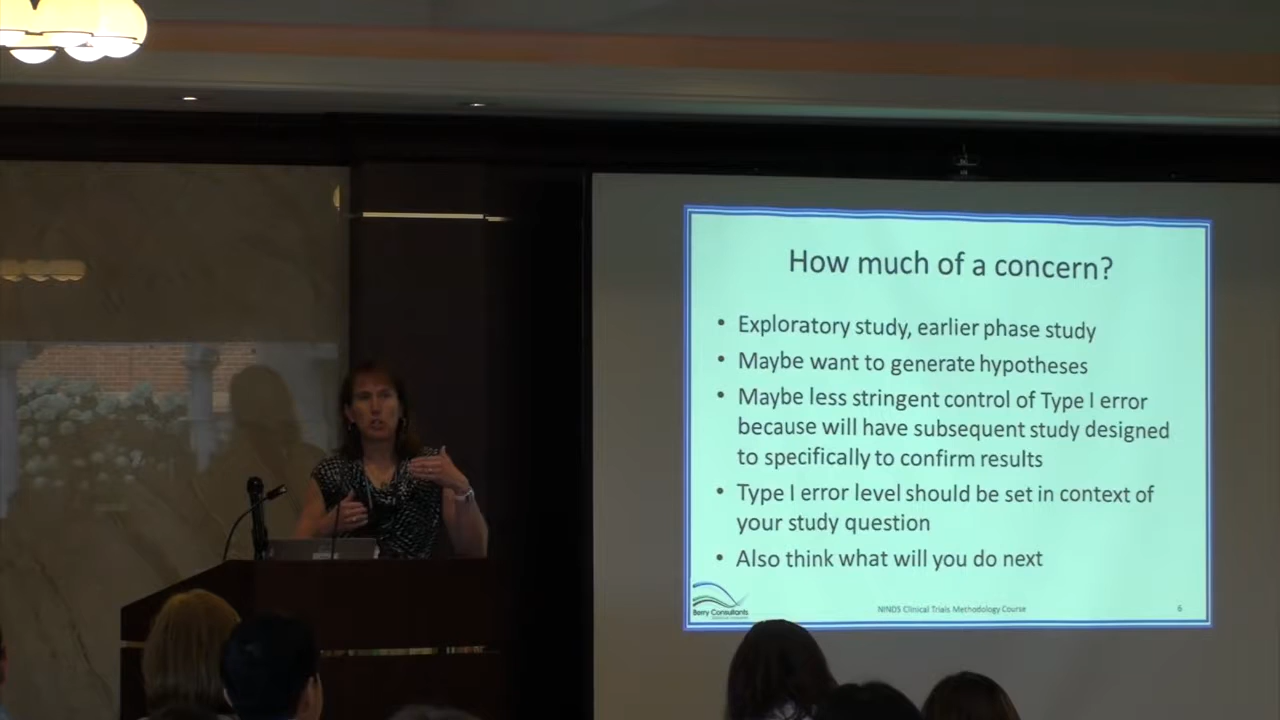 How much of a concern?
• Exploratory study, earlier phase study
• Maybe want to generate hypotheses
• Maybe less stringent control of Type I error
because will have subsequent study designed
to specifically to confirm results
• Type I error level should be set in context of
your study question
• Also think what will you do next
Berry Consultants
NINDS Clinical Trials Methodology Course
6